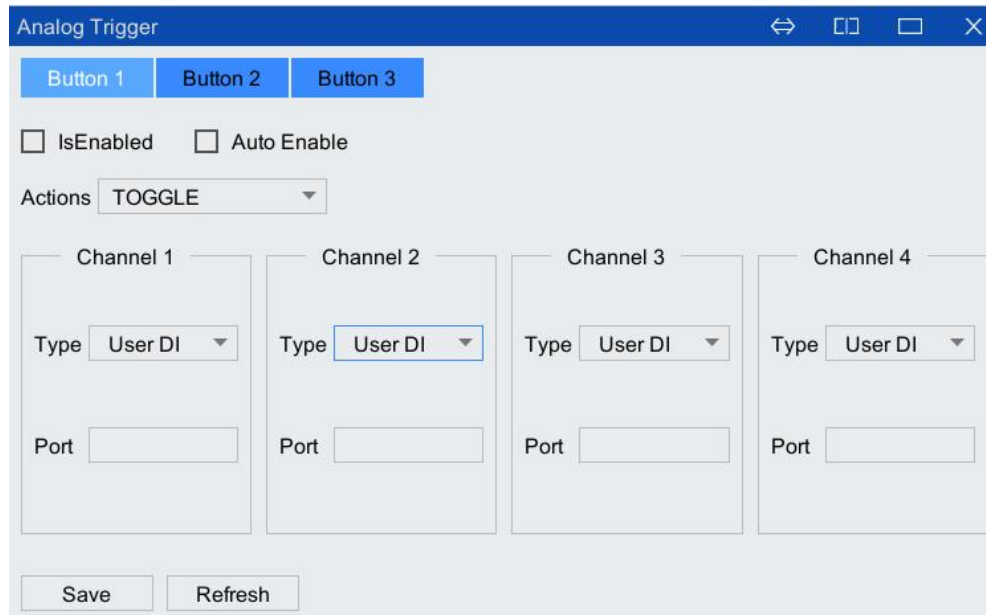 Analog Trigger
Button 1 Button 2 Button 3
IsEnabled Auto Enable
Actions TOGGLE
Channel 1 Channel 2 Channel 3 Channel 4
Type User DI Type User DI Type User DI Type User DI
Port Port Port Port
Save Refresh